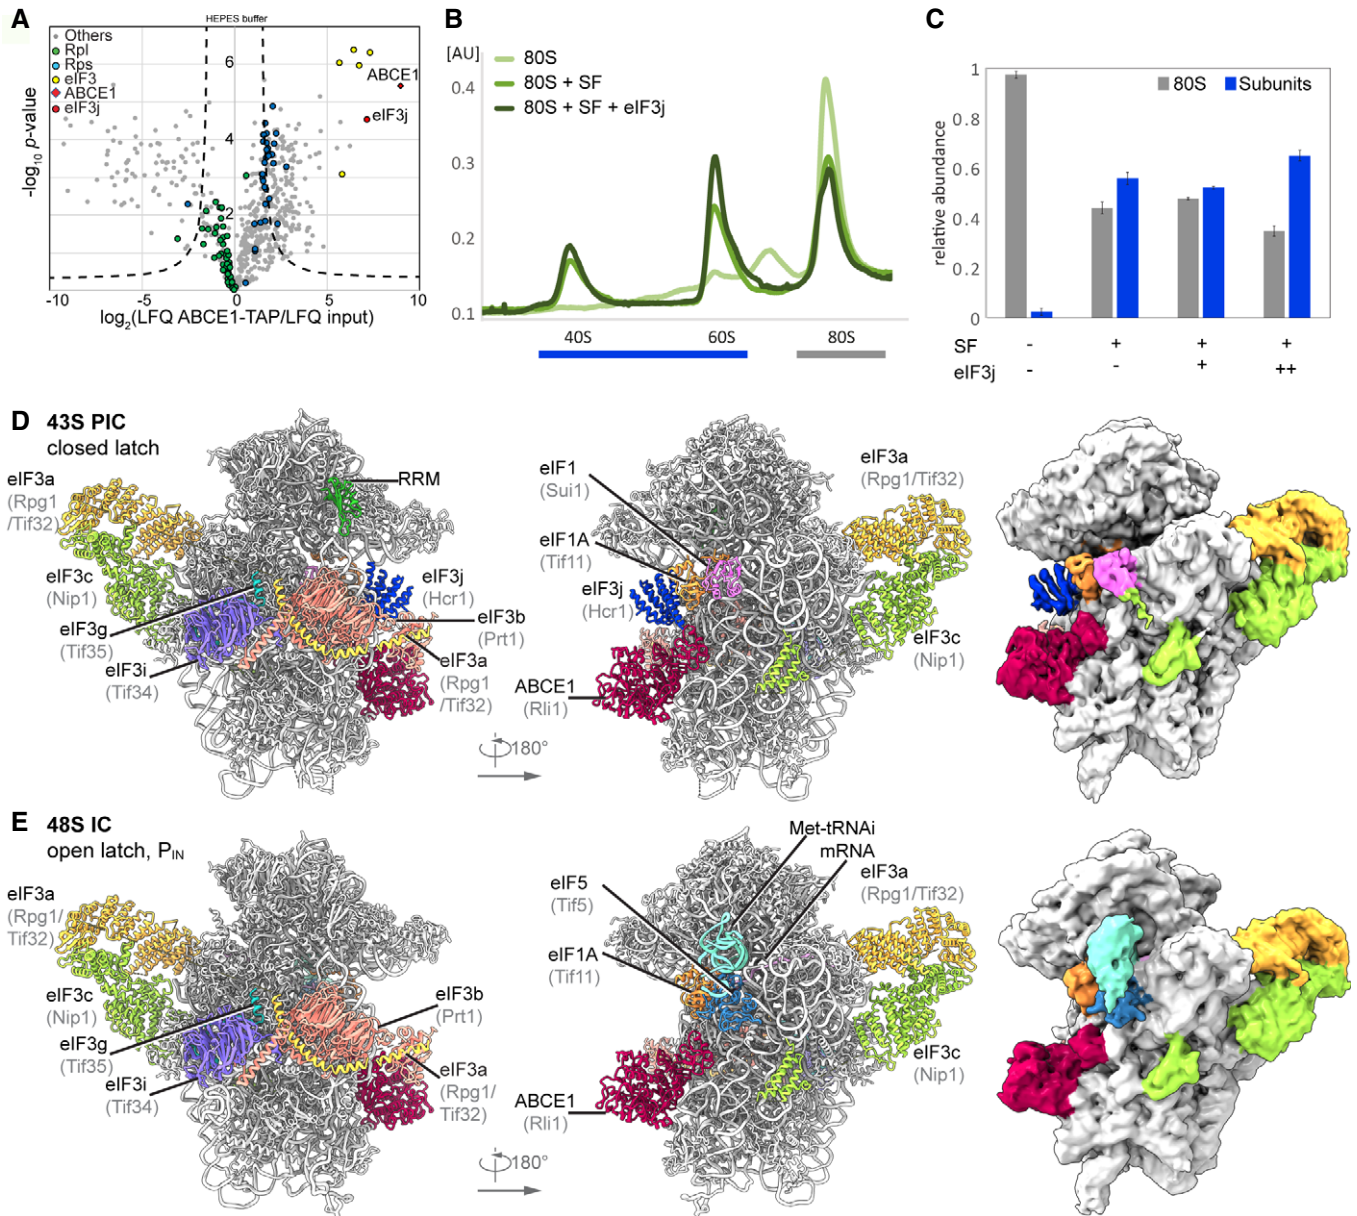 A
HEPES buffer
Others
Rpl
Rps
eIF3
ABCE1
eIF3j
ABCE1
eIF3j
-log10 p-value
6
4
2
-10
-5
0
5
10
log2(LFQ ABCE1-TAP/LFQ input)
B
[AU]
80S
80S + SF
80S + SF + eIF3j
0.4
0.3
0.2
0.1
40S
60S
80S
C
80S
Subunits
relative abundance
1
0.8
0.6
0.4
0.2
0
SF - + + +
eIF3j - - + ++
D
43S PIC
closed latch
eIF3a
(Rpg1
/Tif32)
eIF3c
(Nip1)
eIF3g
(Tif35)
eIF3i
(Tif34)
RRM
eIF3j
(Hcr1)
eIF3b
(Prt1)
eIF3a
(Rpg1
/Tif32)
180°
eIF1
(Sui1)
eIF1A
(Tif11)
eIF3j
(Hcr1)
ABCE1
(Rli1)
eIF3a
(Rpg1/Tif32)
eIF3c
(Nip1)
E
48S IC
open latch, PIN
eIF3a
(Rpg1/
Tif32)
eIF3c
(Nip1)
eIF3g
(Tif35)
eIF3i
(Tif34)
eIF3b
(Prt1)
eIF3a
(Rpg1/
Tif32)
180°
Met-tRNAi
mRNA
eIF5
(Tif5)
eIF1A
(Tif11)
ABCE1
(Rli1)
eIF3a
(Rpg1/Tif32)
eIF3c
(Nip1)